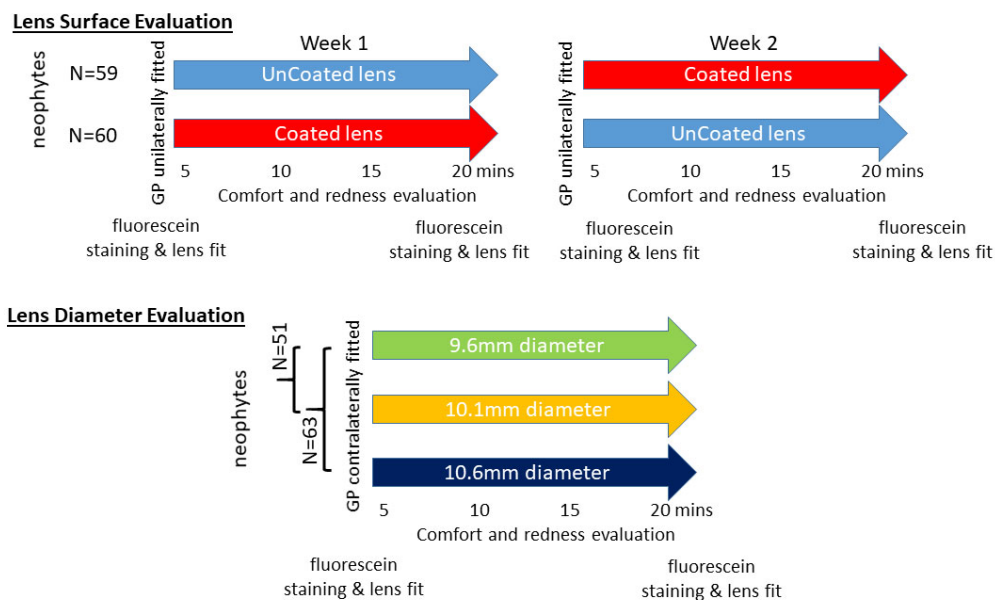 Lens Surface Evaluation
Week 1
Week 2
neophytes
N=59
N=60
GP unilaterally fitted
UnCoated lens
Coated lens
5
10
15
20 mins
Comfort and redness evaluation
fluorescein
staining & lens fit
fluorescein
staining & lens fit
GP unilaterally fitted
Coated lens
UnCoated lens
5
10
15
20 mins
Comfort and redness evaluation
fluorescein
staining & lens fit
fluorescein
staining & lens fit
Lens Diameter Evaluation
neophytes
N=51
N=63
GP contralaterally fitted
9.6mm diameter
10.1mm diameter
10.6mm diameter
5
10
15
20 mins
Comfort and redness evaluation
fluorescein
staining & lens fit
fluorescein
staining & lens fit